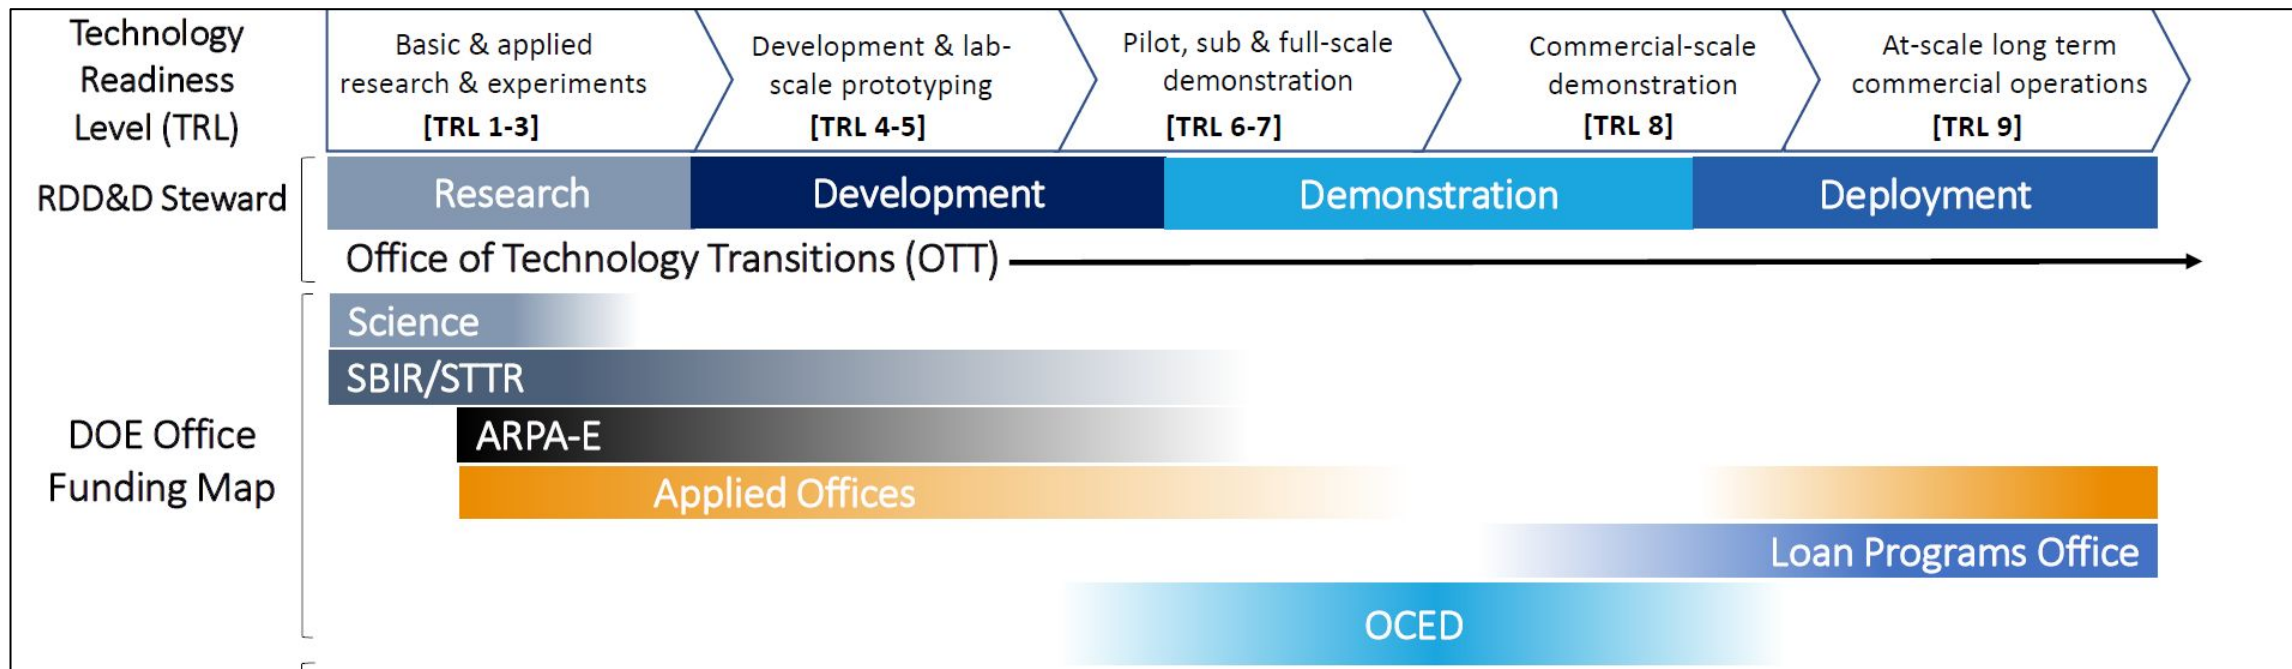 Technology
Readiness
Level (TRL)
Basic & applied
research & experiments
[TRL 1-3]
Development & lab-
scale prototyping
[TRL 4-5]
Pilot, sub & full-scale
demonstration
[TRL 6-7]
Commercial-scale
demonstration
[TRL 8]
At-scale long term
commercial operations
[TRL 9]
RDD&D Steward
Research
Development
Demonstration
Deployment
Office of Technology Transitions (OTT)
DOE Office
Funding Map
Science
SBIR/STTR
ARPA-E
Applied Offices
Loan Programs Office
OCED